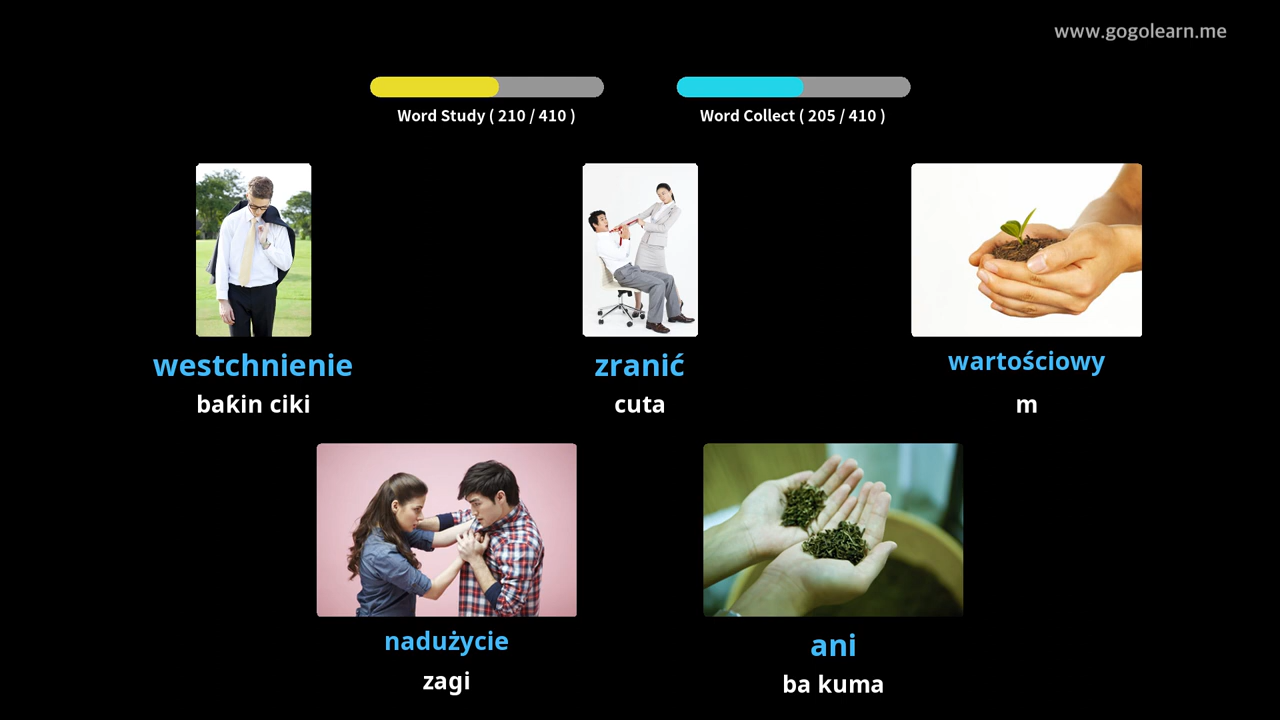 www.gogolearn.me
Word Study ( 210 / 410 )
Word Collect ( 205 / 410 )
westchnienie
baƙin ciki
zranić
cuta
wartościowy
m
nadużycie
zagi
ani
ba kuma